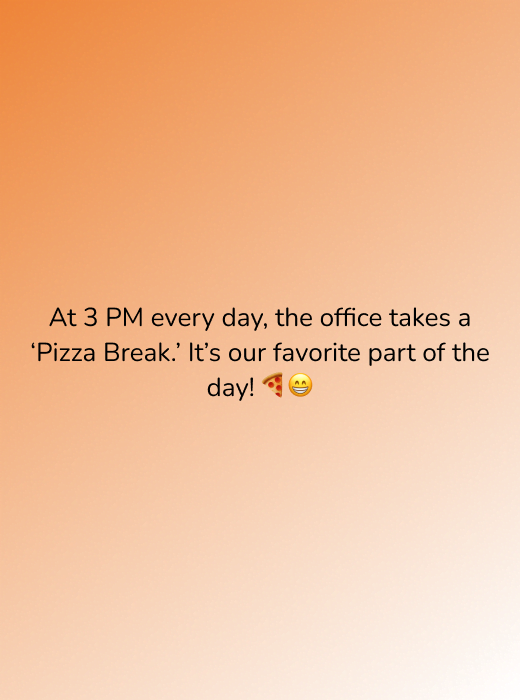 At 3 PM every day, the office takes a
‘Pizza Break.’ It’s our favorite part of the
day! 🍕😁